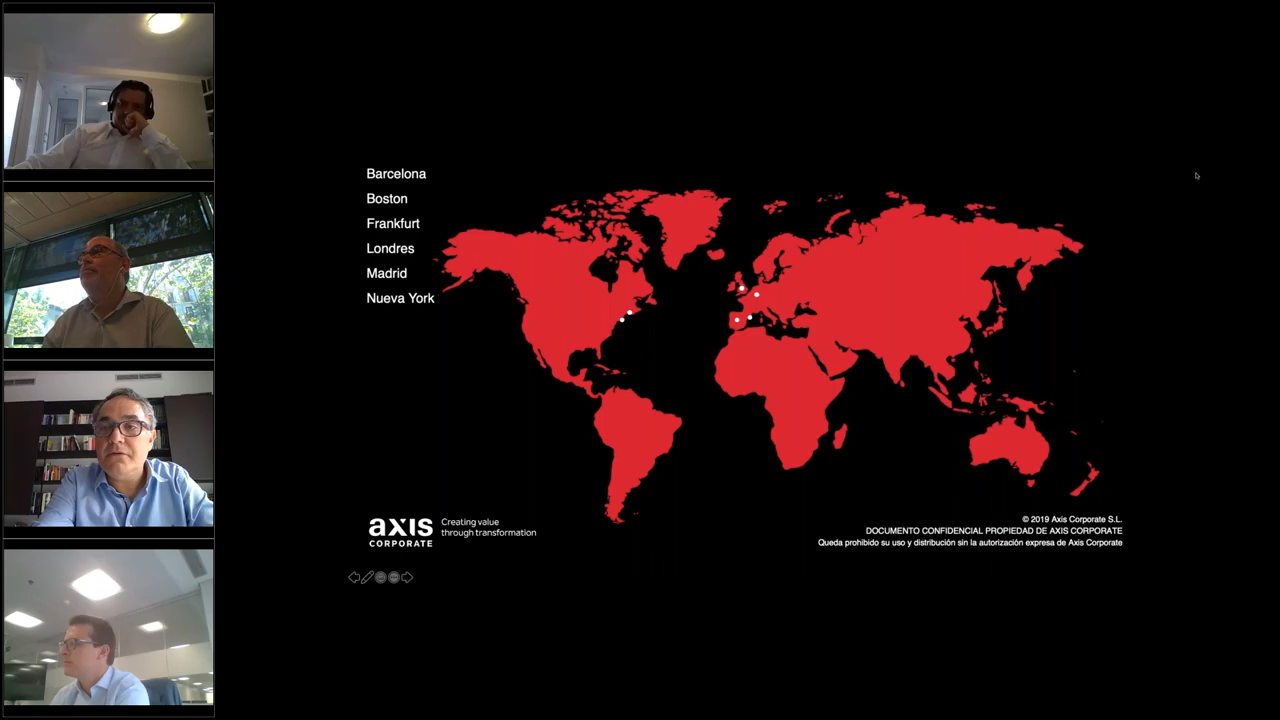 Barcelona
Boston
Frankfurt
Londres
Madrid
Nueva York
axis
CORPORATE
Creating value
through transformation
© 2019 Axis Corporate S.L.
DOCUMENTO CONFIDENCIAL PROPIEDAD DE AXIS CORPORATE
Queda prohibido su uso y distribución sin la autorización expresa de Axis Corporate